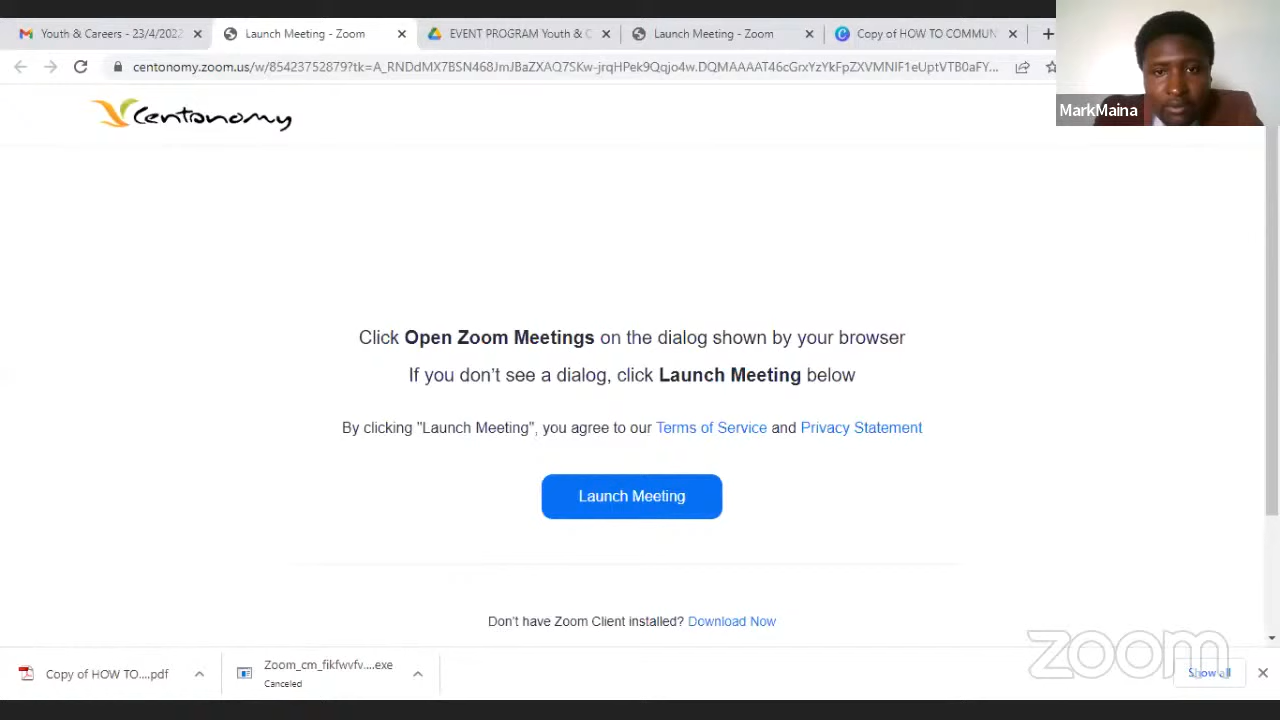 Youth & Careers - 23/4/2022
Launch Meeting - Zoom
EVENT PROGRAM Youth & C
Launch Meeting - Zoom
Copy of HOW TO COMMUN
centonomy.zoom.us/w/85423752879?tk=A_RNDdMX7BSN468JmJBaZXAQ7SKw-jrqHPek9Qqjo4w.DQMAAAAT46cGrxYzYkFpZXVMNlF1eUptVTB0aFY...
MarkMaina
Centonomy
Click Open Zoom Meetings on the dialog shown by your browser
If you don't see a dialog, click Launch Meeting below
By clicking "Launch Meeting", you agree to our Terms of Service and Privacy Statement
Launch Meeting
Don't have Zoom Client installed? Download Now
zoom
Copy of HOW TO....pdf
Zoom_cm_fikfwvfv....exe
Canceled
Show all